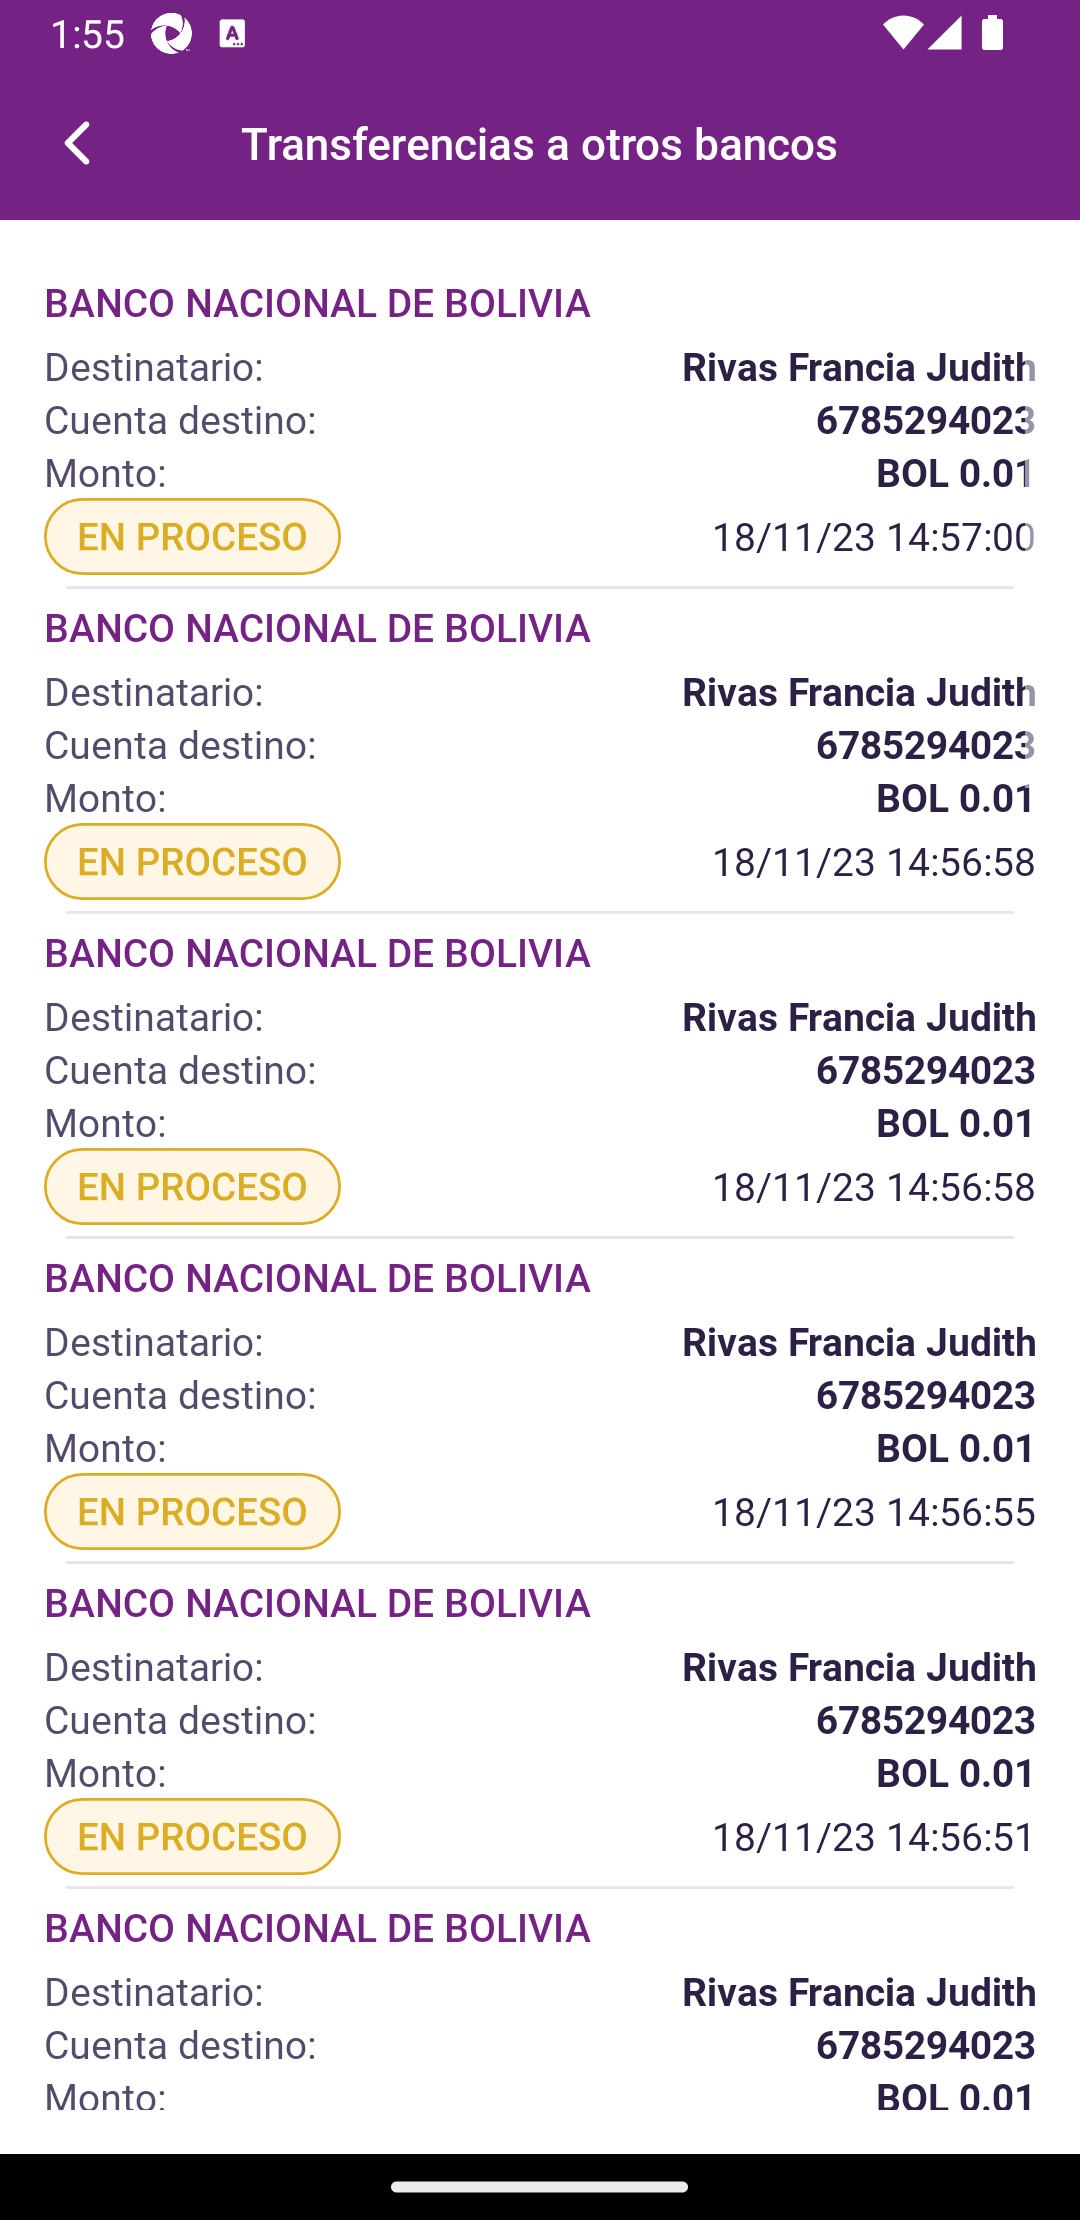 1:55
Transferencias a otros bancos
BANCO NACIONAL DE BOLIVIA
Destinatario: Rivas Francia Judith
Cuenta destino: 6785294023
Monto: BOL 0.01
EN PROCESO 18/11/23 14:57:00
BANCO NACIONAL DE BOLIVIA
Destinatario: Rivas Francia Judith
Cuenta destino: 6785294023
Monto: BOL 0.01
EN PROCESO 18/11/23 14:56:58
BANCO NACIONAL DE BOLIVIA
Destinatario: Rivas Francia Judith
Cuenta destino: 6785294023
Monto: BOL 0.01
EN PROCESO 18/11/23 14:56:58
BANCO NACIONAL DE BOLIVIA
Destinatario: Rivas Francia Judith
Cuenta destino: 6785294023
Monto: BOL 0.01
EN PROCESO 18/11/23 14:56:55
BANCO NACIONAL DE BOLIVIA
Destinatario: Rivas Francia Judith
Cuenta destino: 6785294023
Monto: BOL 0.01
EN PROCESO 18/11/23 14:56:51
BANCO NACIONAL DE BOLIVIA
Destinatario: Rivas Francia Judith
Cuenta destino: 6785294023
Monto: BOL 0.01